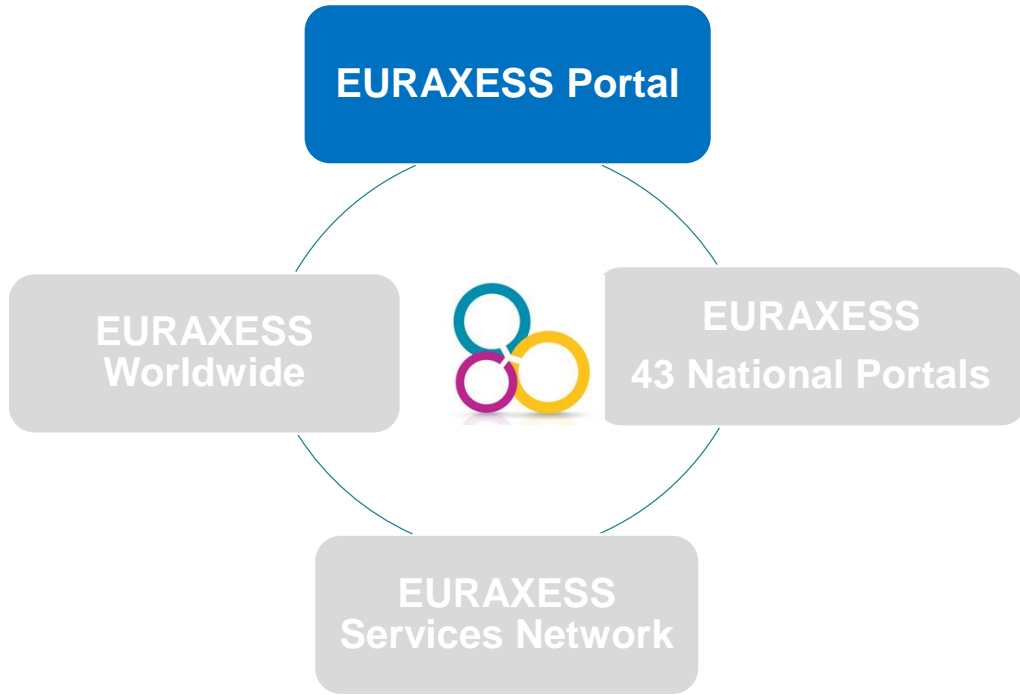 EURAXESS Portal
EURAXESS
Worldwide
EURAXESS
43 National Portals
EURAXESS
Services Network